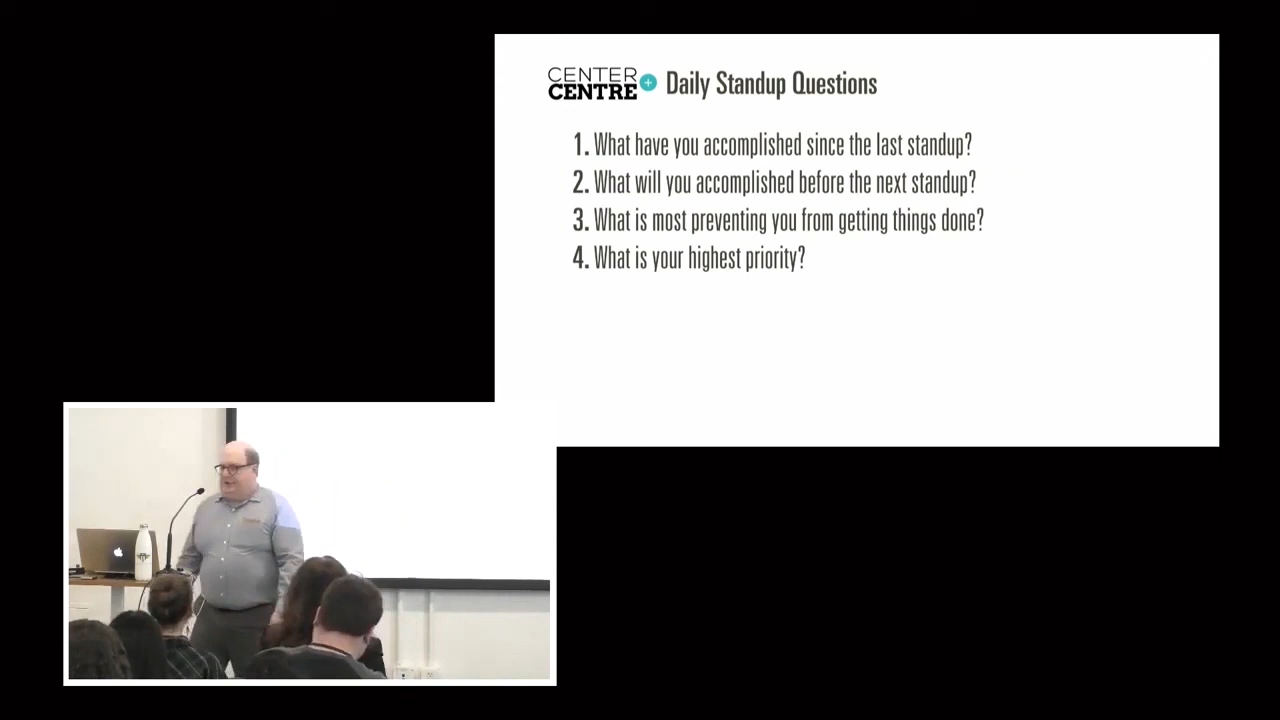 CENTER
CENTRE
+
Daily Standup Questions
1. What have you accomplished since the last standup?
2. What will you accomplished before the next standup?
3. What is most preventing you from getting things done?
4. What is your highest priority?